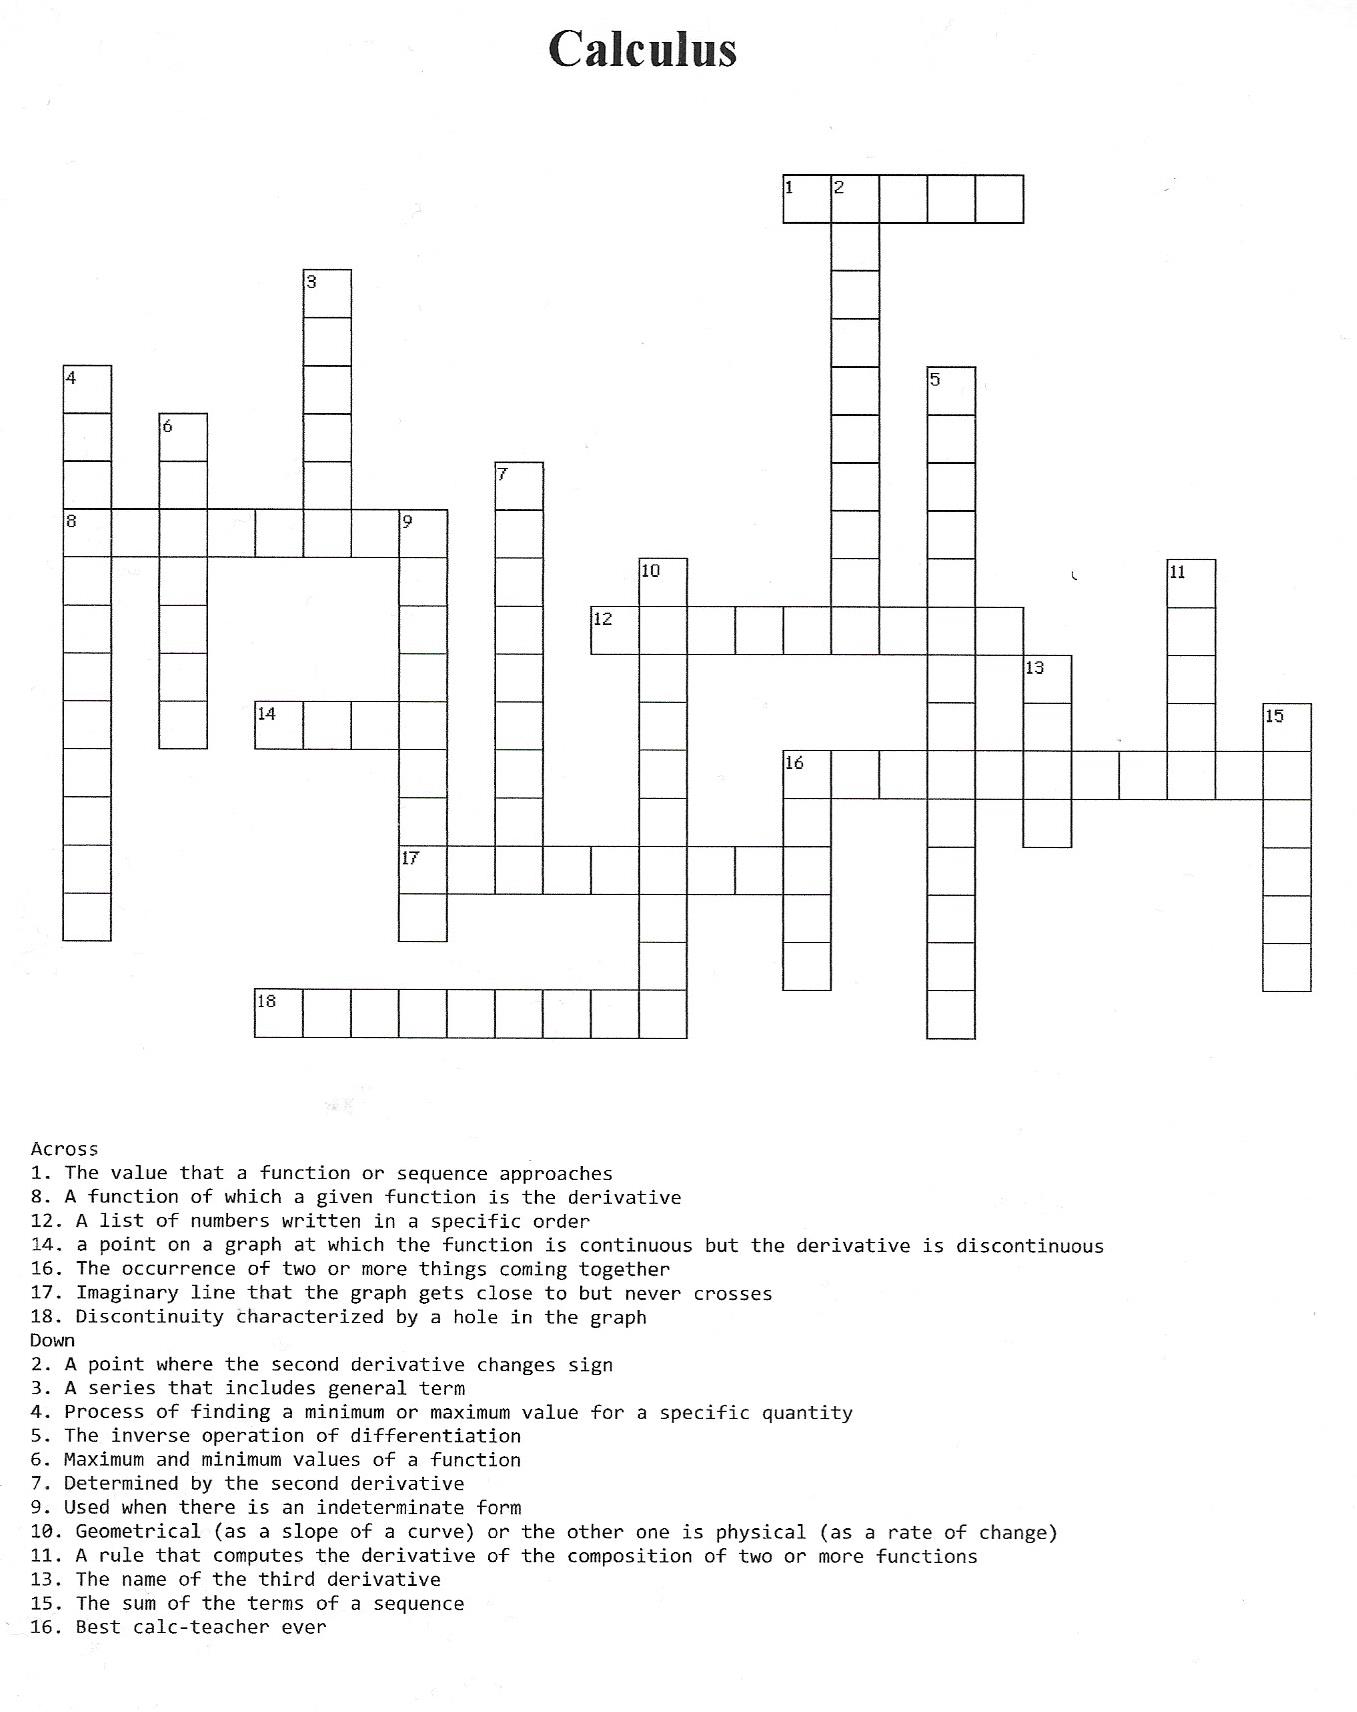 Calculus
1 2
3
4 5
6
7
8 9
10 11
12
13
14 15
16
17
18
Across
1. The value that a function or sequence approaches
8. A function of which a given function is the derivative
12. A list of numbers written in a specific order
14. a point on a graph at which the function is continuous but the derivative is discontinuous
16. The occurrence of two or more things coming together
17. Imaginary line that the graph gets close to but never crosses
18. Discontinuity characterized by a hole in the graph
Down
2. A point where the second derivative changes sign
3. A series that includes general term
4. Process of finding a minimum or maximum value for a specific quantity
5. The inverse operation of differentiation
6. Maximum and minimum values of a function
7. Determined by the second derivative
9. Used when there is an indeterminate form
10. Geometrical (as a slope of a curve) or the other one is physical (as a rate of change)
11. A rule that computes the derivative of the composition of two or more functions
13. The name of the third derivative
15. The sum of the terms of a sequence
16. Best calc-teacher ever